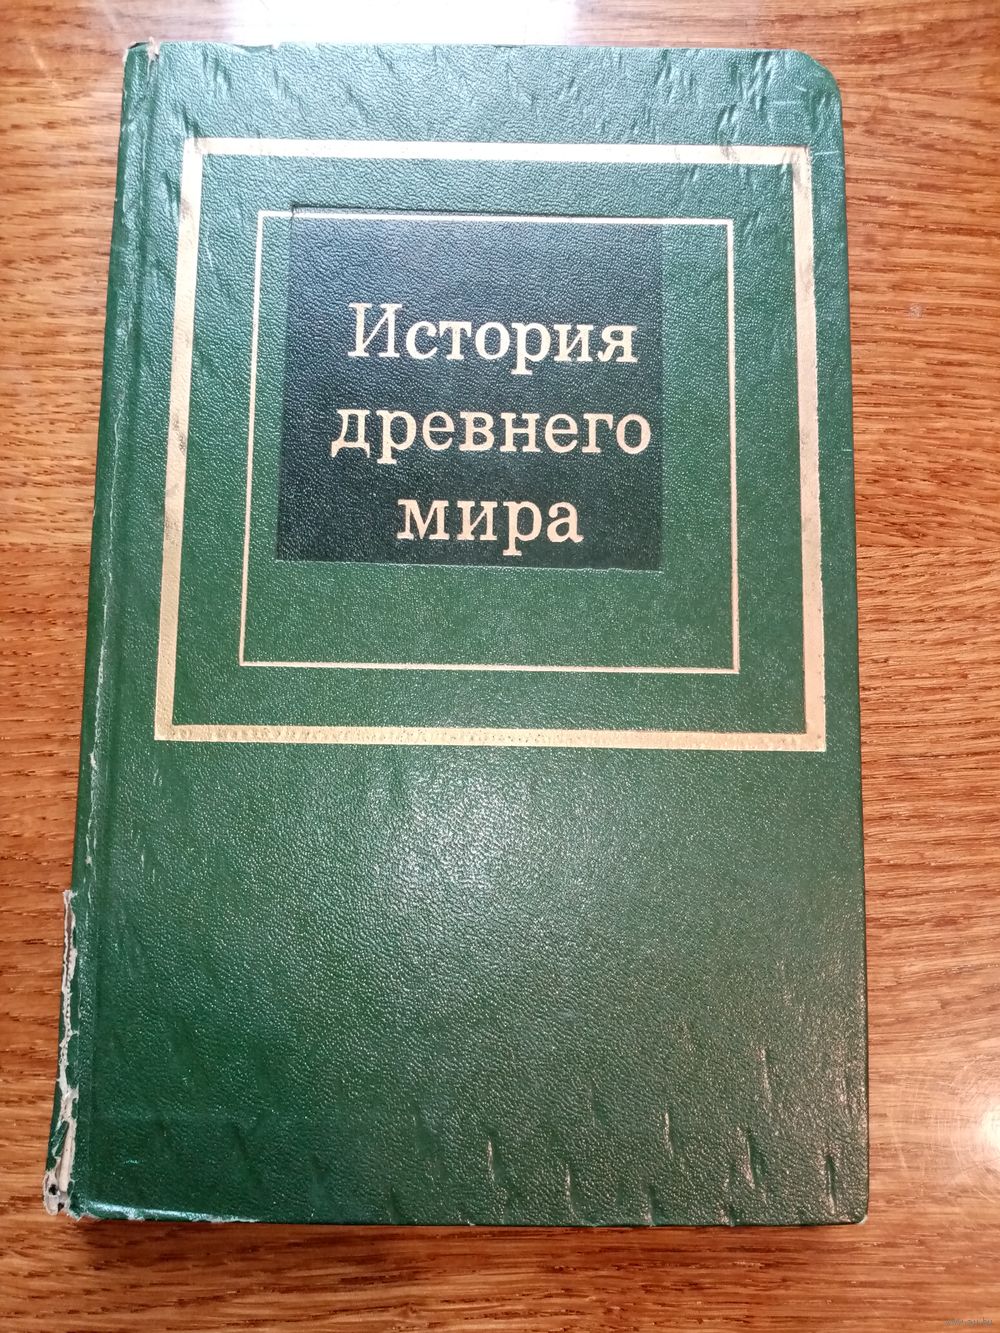 История
древнего
мира